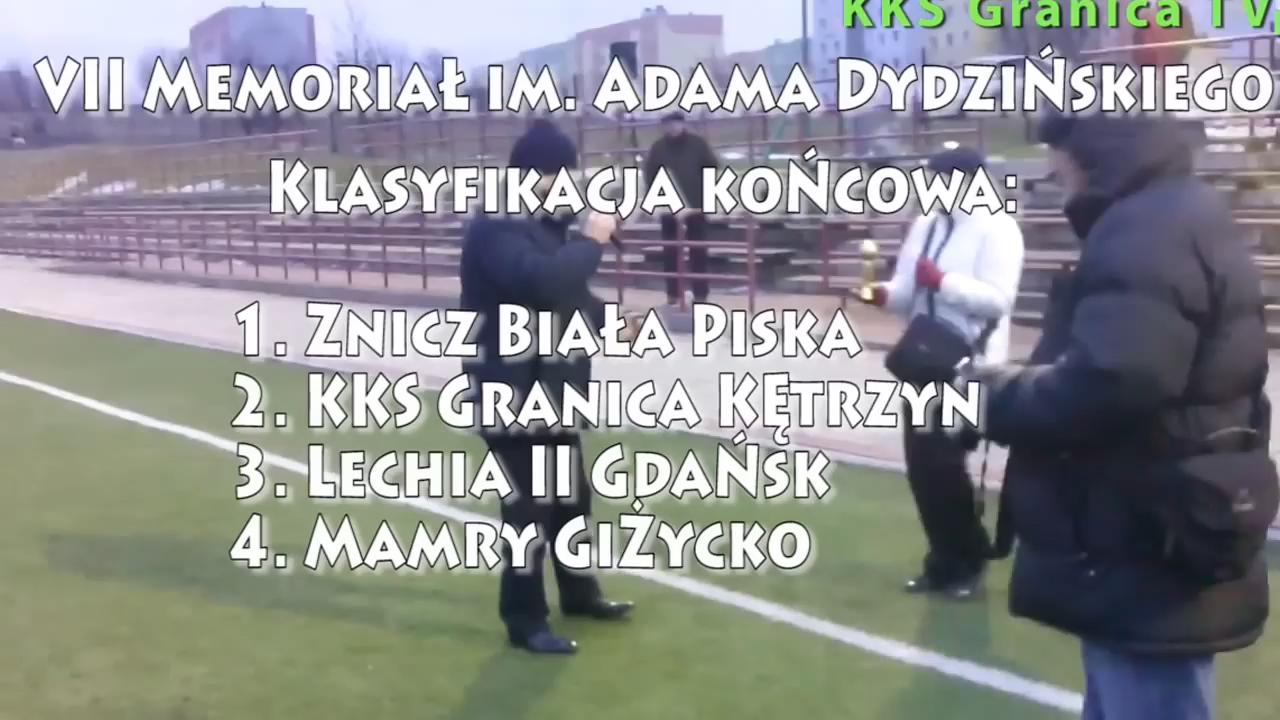 KKS Granica TV
VII Memoriał im. Adama Dydzińskiego
Klasyfikacja końcowa:
1. Znicz Biała Piska
2. KKS Granica Kętrzyn
3. Lechia II Gdańsk
4. Mamry Giżycko